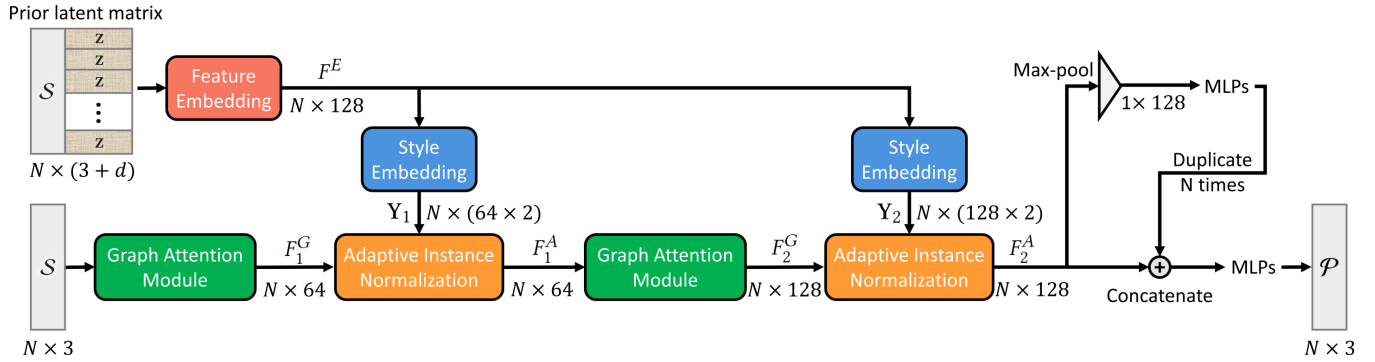 Prior latent matrix
𝒮
z
z
z
⋮
z
N × (3 + d)
Feature
Embedding
F^E
N × 128
Style
Embedding
Y_1
N × (64 × 2)
Style
Embedding
Y_2
N × (128 × 2)
Max-pool
1× 128
MLPs
Duplicate
N times
𝒮
N × 3
Graph Attention
Module
F_1^G
N × 64
Adaptive Instance
Normalization
F_1^A
N × 64
Graph Attention
Module
F_2^G
N × 128
Adaptive Instance
Normalization
F_2^A
N × 128
+
Concatenate
MLPs
𝒫
N × 3